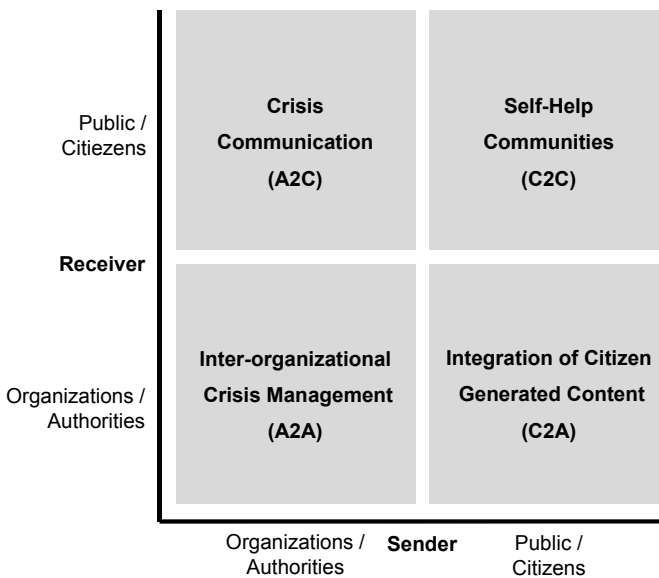 Crisis
Communication
(A2C)
Self-Help
Communities
(C2C)
Public /
Citiezens
Receiver
Inter-organizational
Crisis Management
(A2A)
Integration of Citizen
Generated Content
(C2A)
Organizations /
Authorities
Organizations /
Authorities
Sender
Public /
Citizens